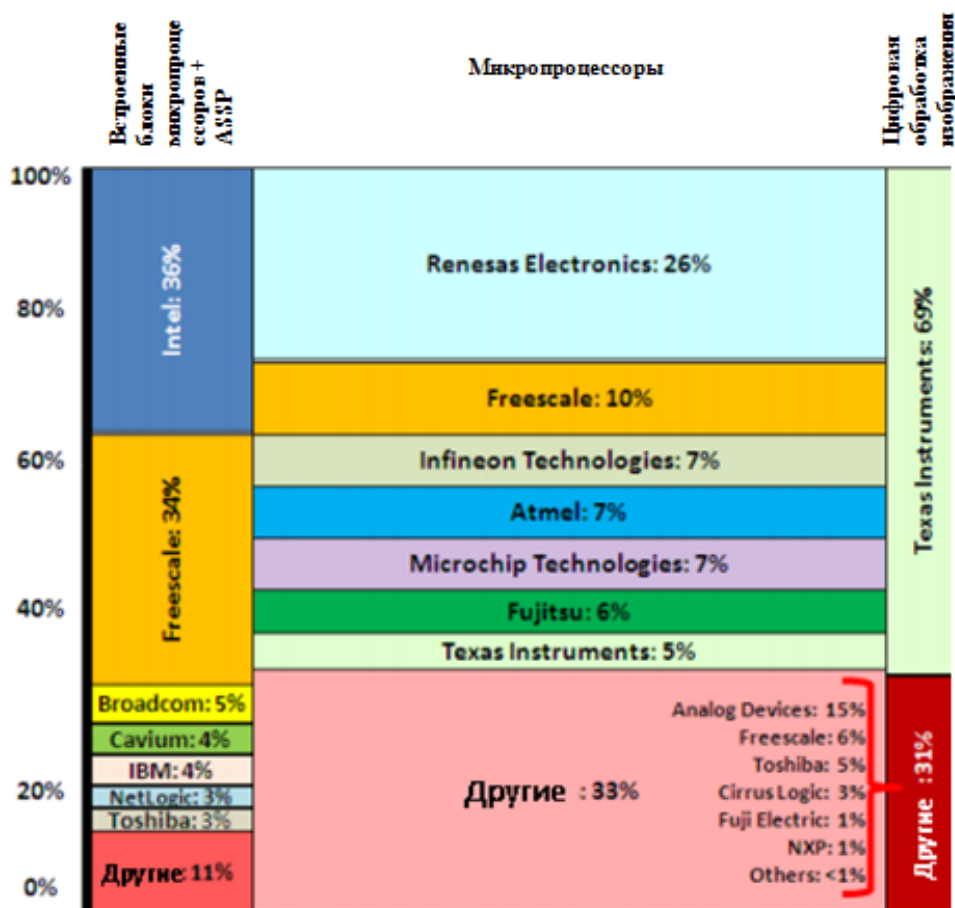 Встроенные
блоки
микропроце
ссоров +
ASSP
Микропроцессоры
Цифровая
обработка
изображения
100%
80%
60%
40%
20%
0%
Intel: 36%
Freescale: 34%
Broadcom: 5%
Cavium: 4%
IBM: 4%
NetLogic: 3%
Toshiba: 3%
Другие: 11%
Renesas Electronics: 26%
Freescale: 10%
Infineon Technologies: 7%
Atmel: 7%
Microchip Technologies: 7%
Fujitsu: 6%
Texas Instruments: 5%
Другие : 33%
Analog Devices: 15%
Freescale: 6%
Toshiba: 5%
Cirrus Logic: 3%
Fuji Electric: 1%
NXP: 1%
Others: <1%
Texas Instruments: 69%
Другие : 31%